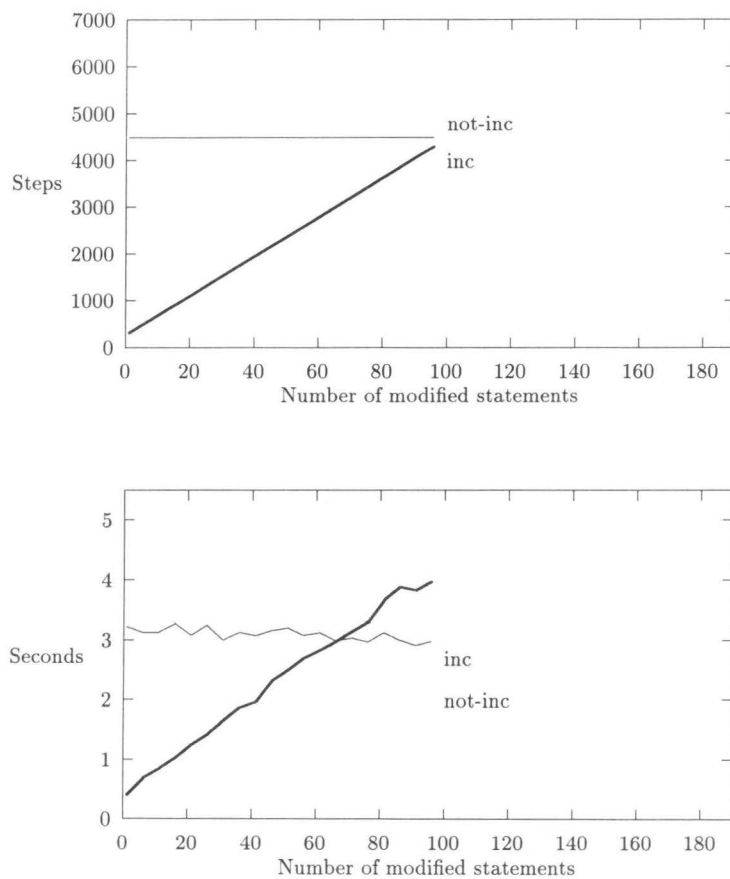 7000
6000
5000
not-inc
4000
inc
Steps
3000
2000
1000
0
0 20 40 60 80 100 120 140 160 180
Number of modified statements
5
4
3
inc
Seconds
2
not-inc
1
0
0 20 40 60 80 100 120 140 160 180
Number of modified statements